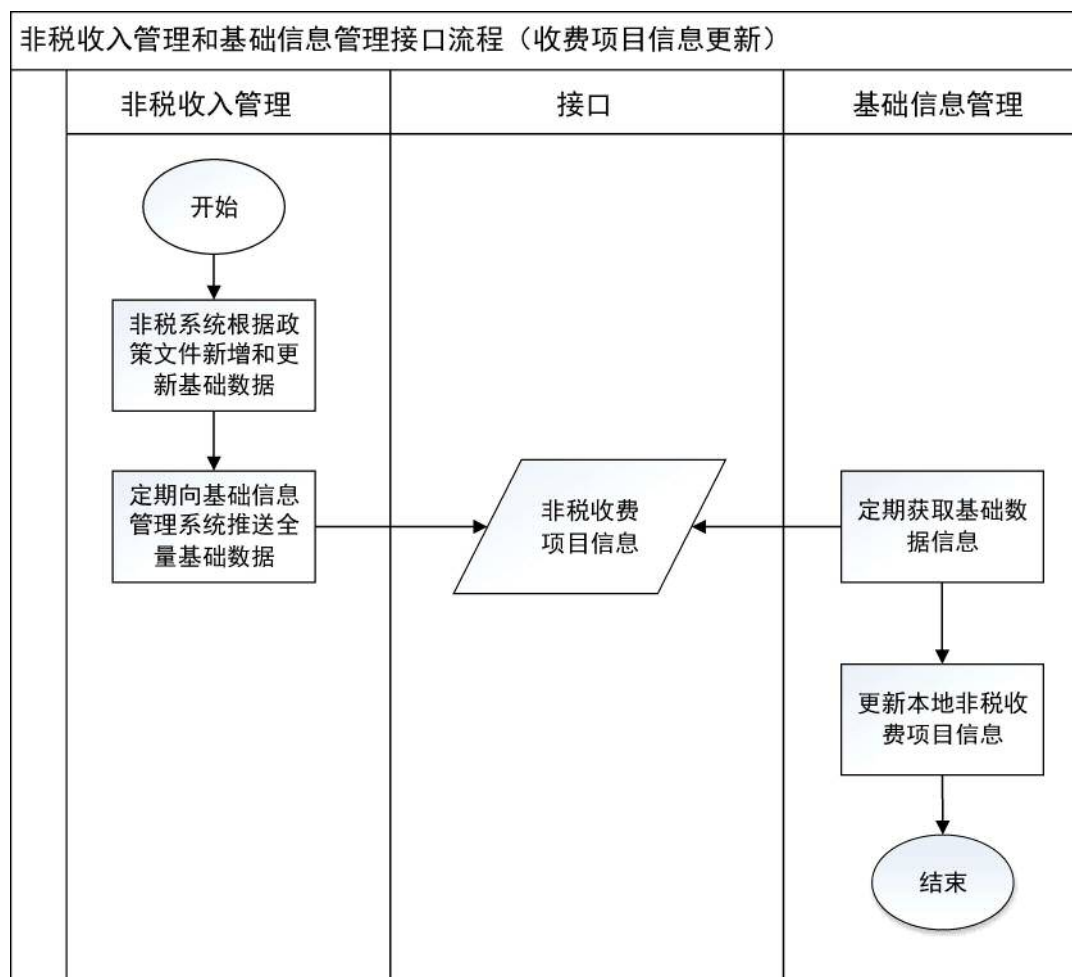 非税收入管理和基础信息管理接口流程（收费项目信息更新）
非税收入管理
接口
基础信息管理
开始
非税系统根据政
策文件新增和更
新基础数据
定期向基础信息
管理系统推送全
量基础数据
非税收费
项目信息
定期获取基础数
据信息
更新本地非税收
费项目信息
结束